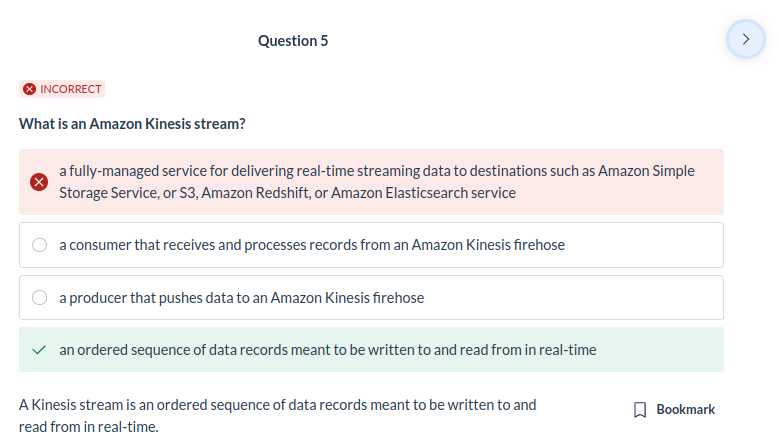 Question 5
INCORRECT
What is an Amazon Kinesis stream?
a fully-managed service for delivering real-time streaming data to destinations such as Amazon Simple
Storage Service, or S3, Amazon Redshift, or Amazon Elasticsearch service
a consumer that receives and processes records from an Amazon Kinesis firehose
a producer that pushes data to an Amazon Kinesis firehose
an ordered sequence of data records meant to be written to and read from in real-time
A Kinesis stream is an ordered sequence of data records meant to be written to and
read from in real-time.
Bookmark